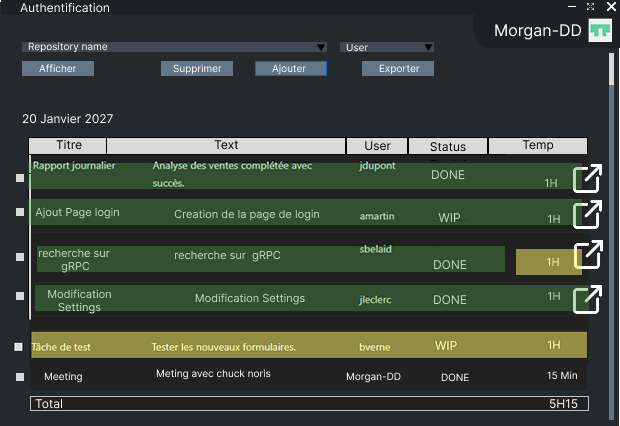 Authentification
Morgan-DD
Repository name User
Afficher Supprimer Ajouter Exporter
20 Janvier 2027
Titre Text User Status Temp
Rapport journalier Analyse des ventes complétée avec succès. jdupont DONE 1H
Ajout Page login Creation de la page de login amartin WIP 1H
recherche sur gRPC recherche sur gRPC sbelaid DONE 1H
Modification Settings Modification Settings jleclerc DONE 1H
Tâche de test Tester les nouveaux formulaires. bverne WIP 1H
Meeting Meting avec chuck noris Morgan-DD DONE 15 Min
Total 5H15